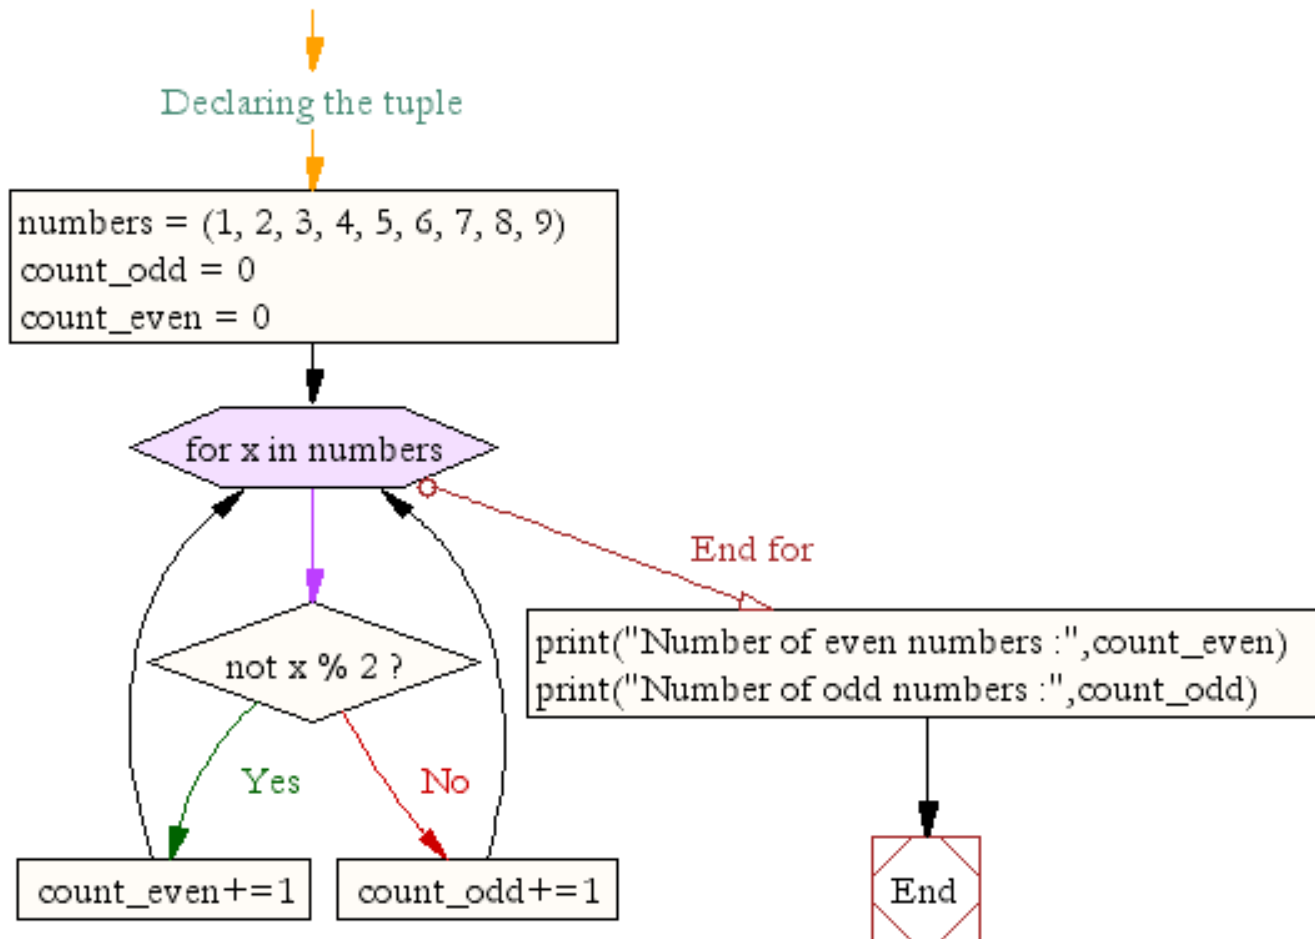 Declaring the tuple
numbers = (1, 2, 3, 4, 5, 6, 7, 8, 9)
count_odd = 0
count_even = 0
for x in numbers
End for
not x % 2 ?
print("Number of even numbers :",count_even)
print("Number of odd numbers :",count_odd)
Yes
No
count_even+=1
count_odd+=1
End